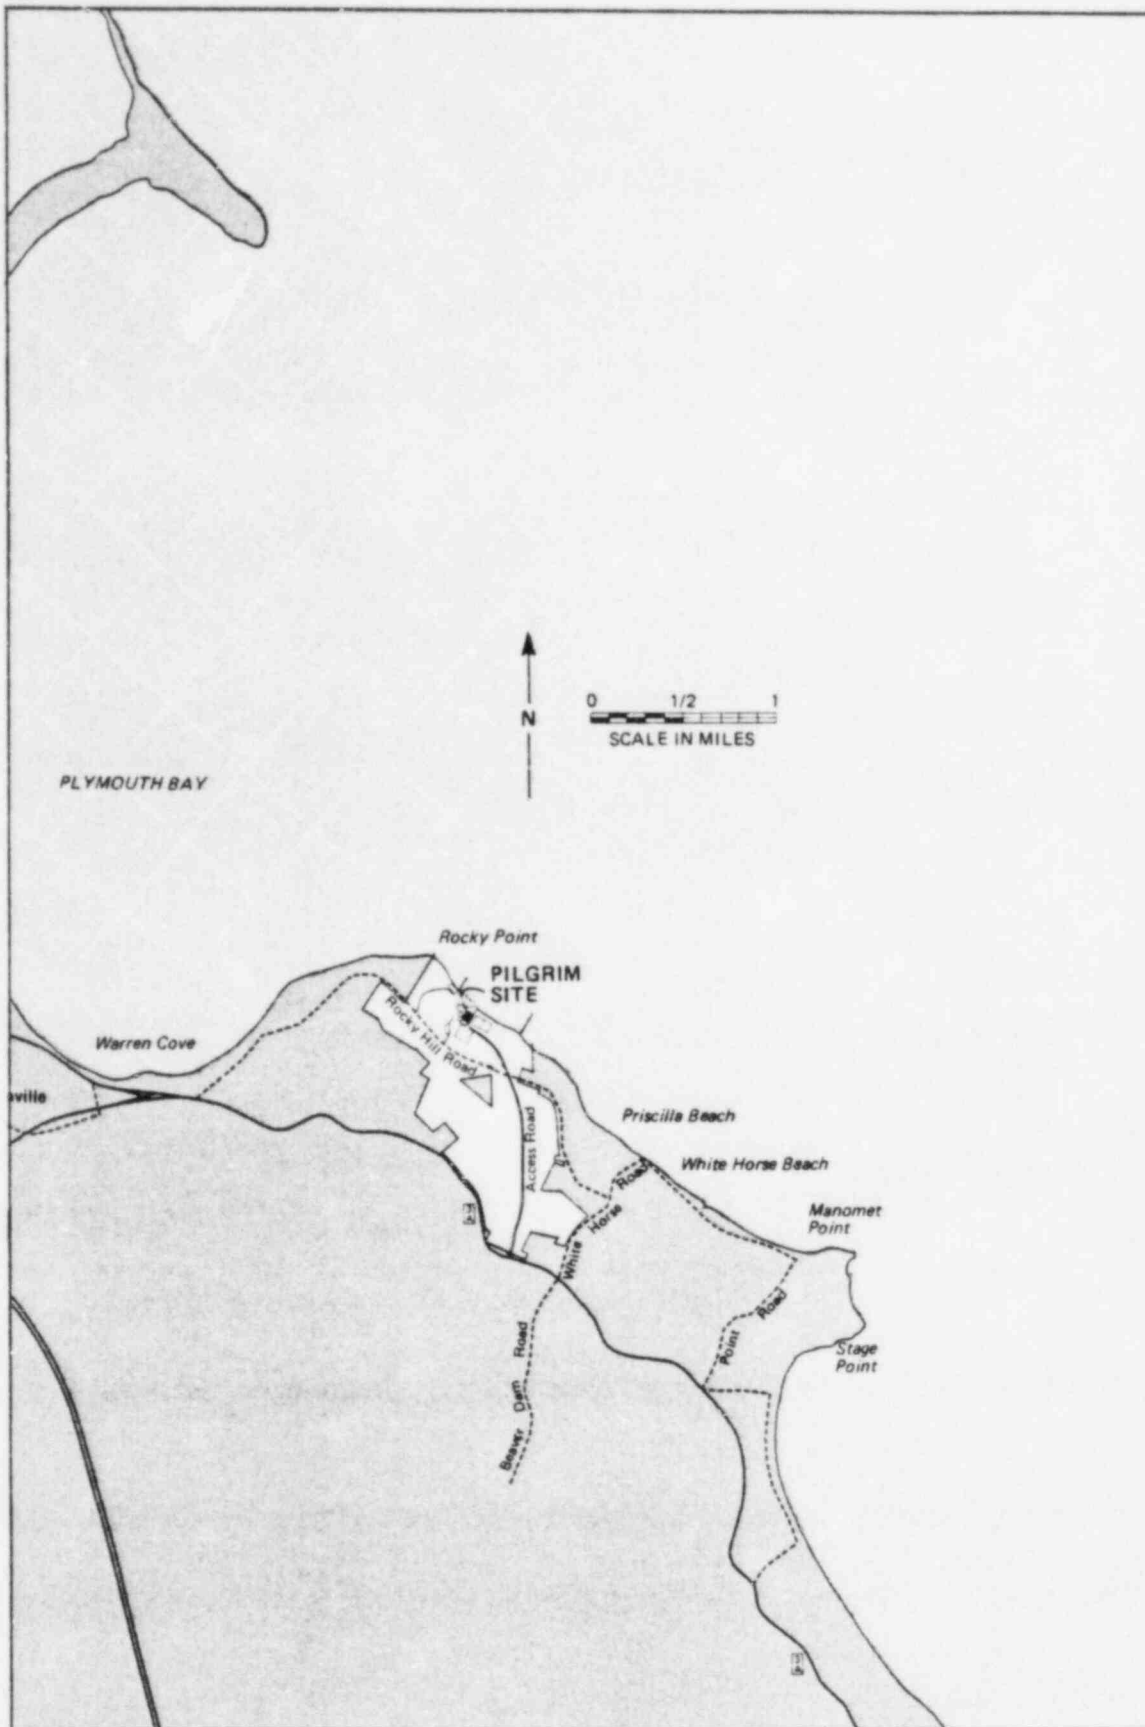 0 1/2 1
N
SCALE IN MILES
PLYMOUTH BAY
Rocky Point
PILGRIM
SITE
Rocky Hill Road
Warren Cove
ville
Access Road
Priscilla Beach
White Horse Beach
White Horse Road
Manomet
Point
Point Road
Stage
Point
Beaver Dam Road